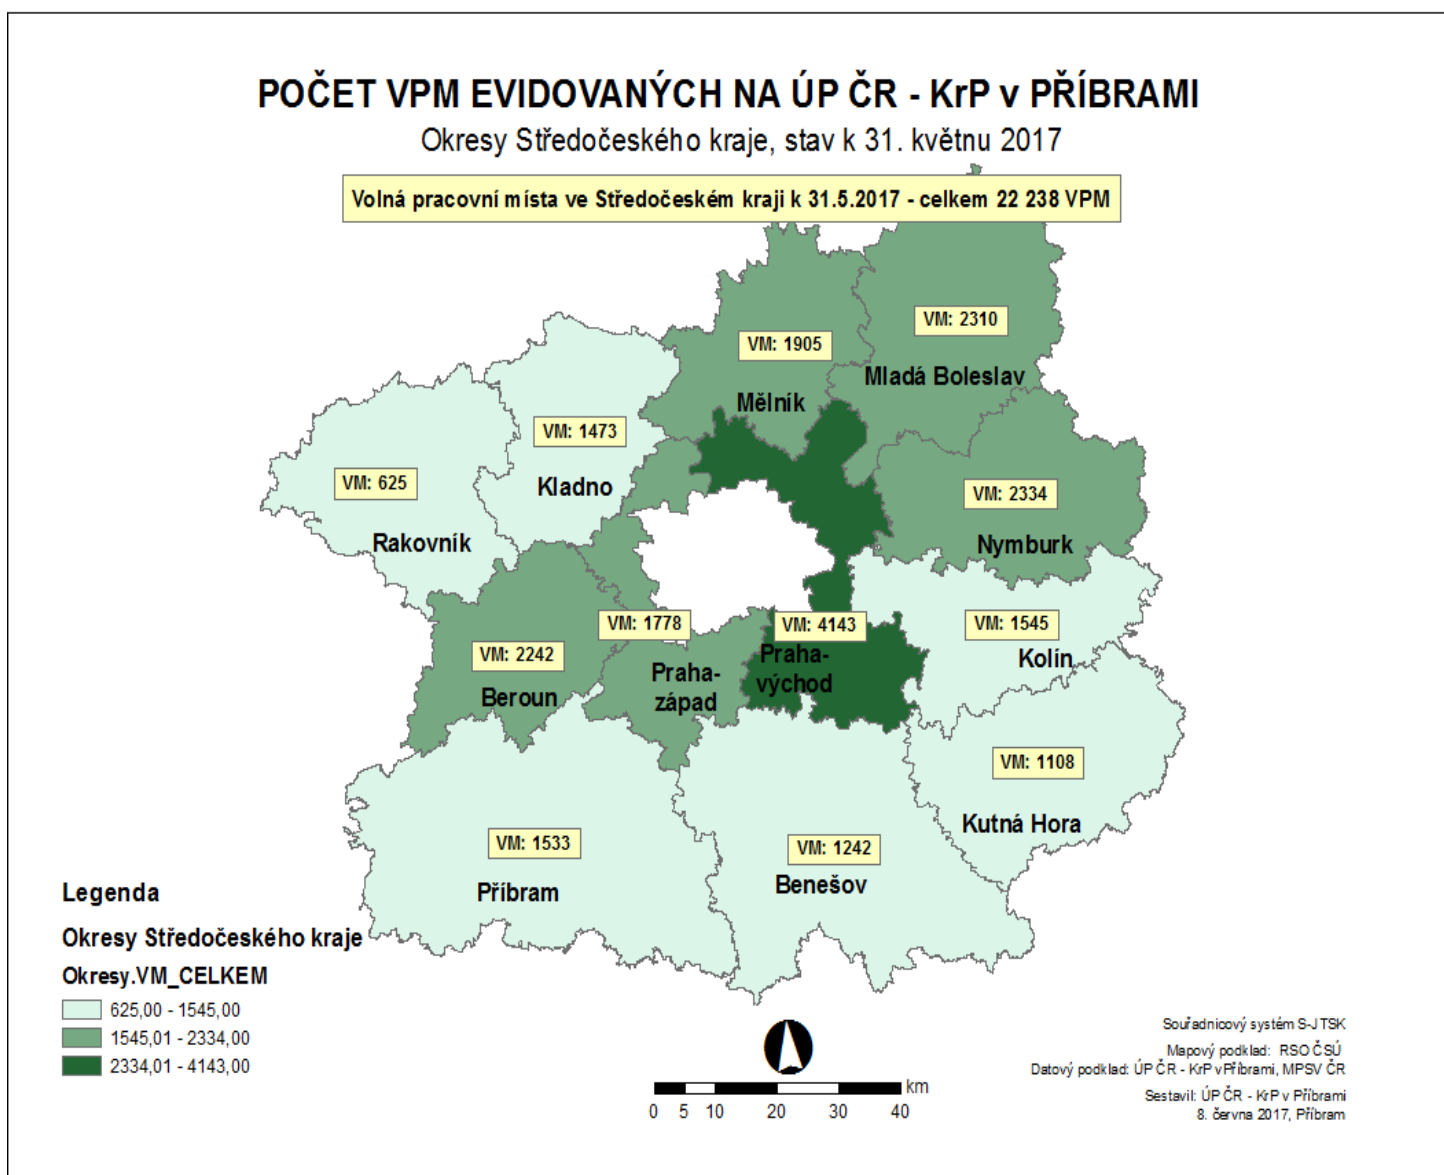 POČET VPM EVIDOVANÝCH NA ÚP ČR - KrP v PŘÍBRAMI
Okresy Středočeského kraje, stav k 31. květnu 2017
Volná pracovní místa ve Středočeském kraji k 31.5.2017 - celkem 22 238 VPM
VM: 2310
Mladá Boleslav
VM: 1905
Mělník
VM: 1473
Kladno
VM: 625
Rakovník
VM: 2334
Nymburk
VM: 1778
Praha-
západ
VM: 4143
Praha-
východ
VM: 1545
Kolín
VM: 2242
Beroun
VM: 1108
Kutná Hora
VM: 1533
Příbram
VM: 1242
Benešov
Legenda
Okresy Středočeského kraje
Okresy.VM_CELKEM
625,00 - 1545,00
1545,01 - 2334,00
2334,01 - 4143,00
km
0 5 10 20 30 40
Souřadnicový systém S-JTSK
Mapový podklad: RSO ČSÚ
Datový podklad: ÚP ČR - KrP v Příbrami, MPSV ČR
Sestavil: ÚP ČR - KrP v Příbrami
8. června 2017, Příbram